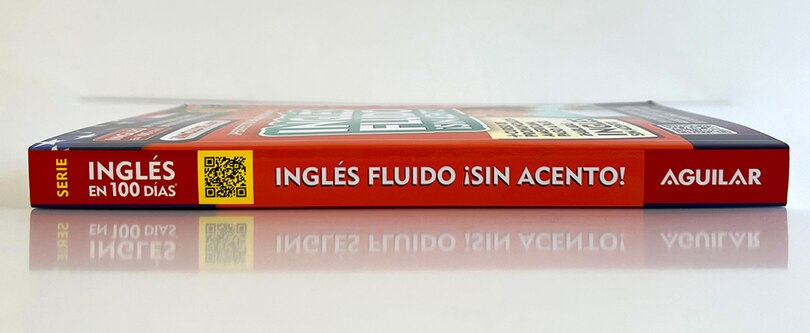 SERIE
INGLÉS
EN 100 DÍAS®
INGLÉS FLUIDO ¡SIN ACENTO!
AGUILAR